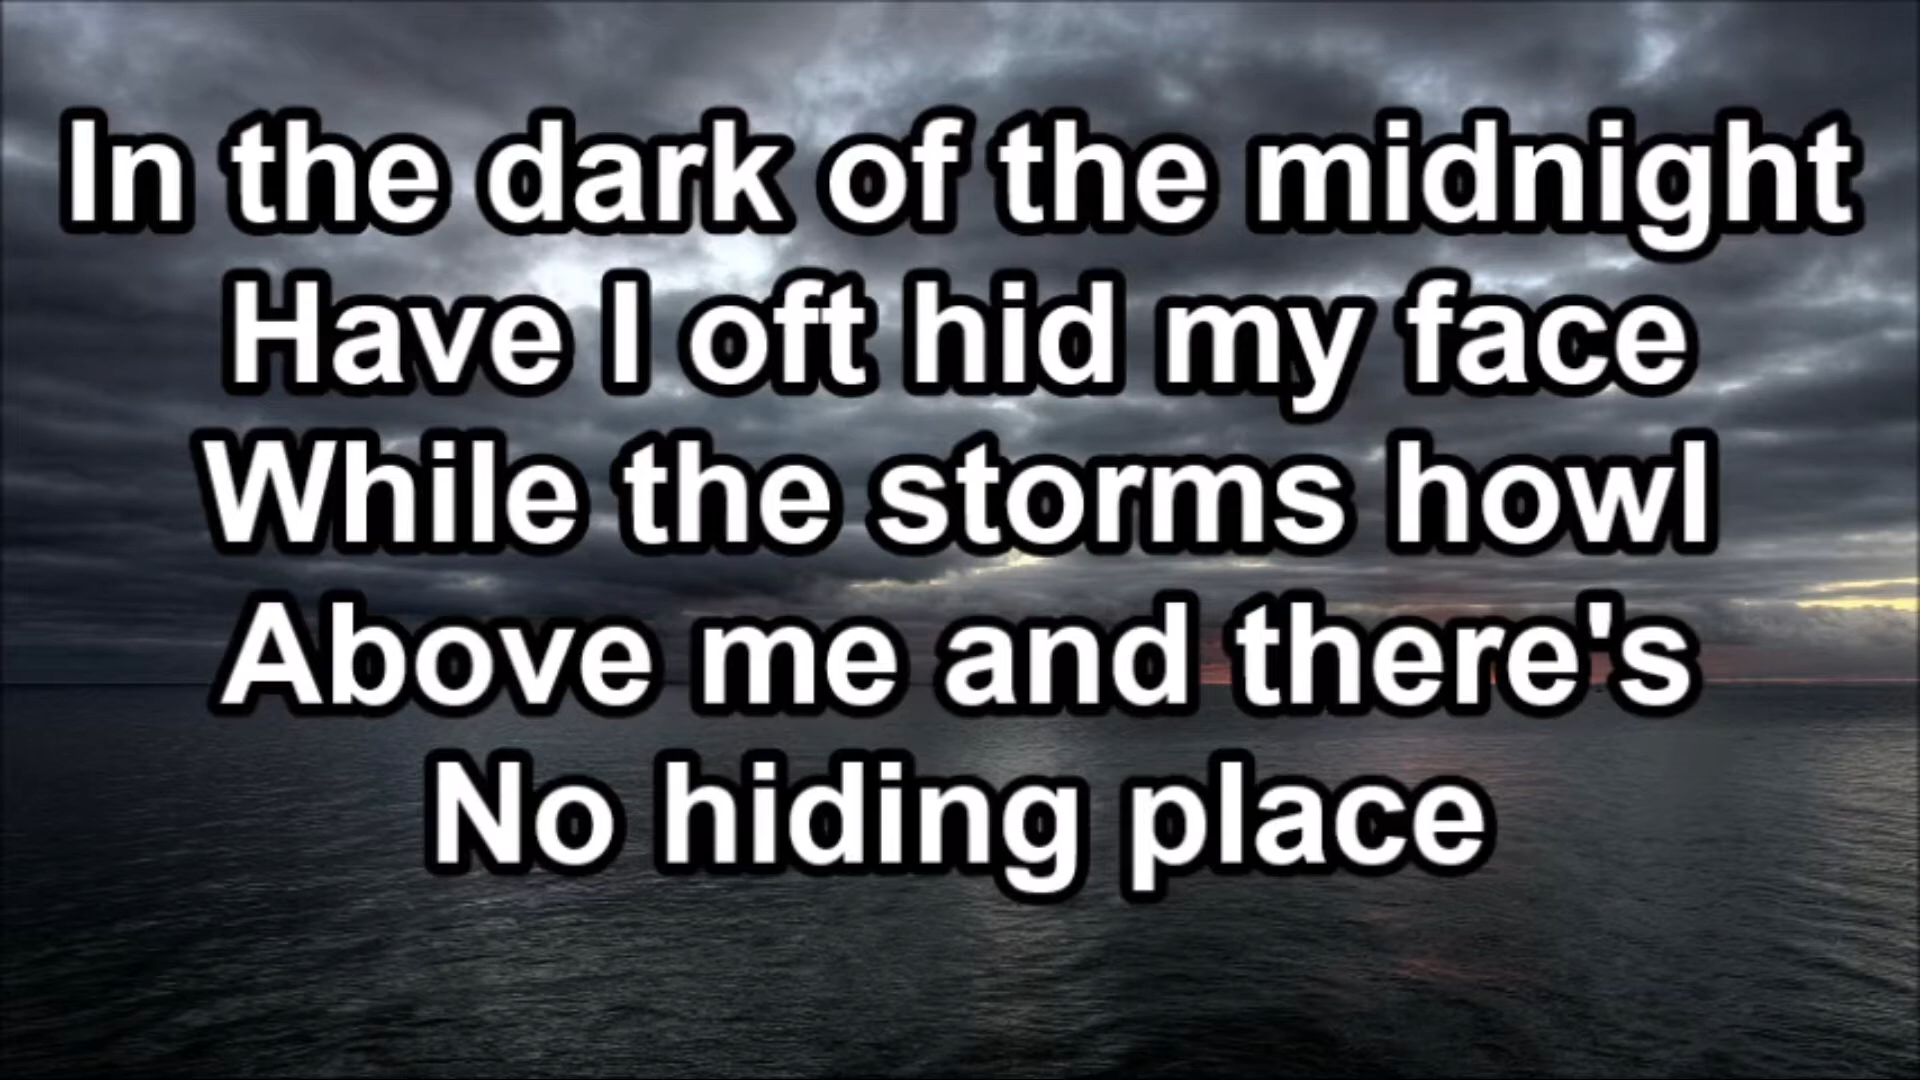 In the dark of the midnight
Have I oft hid my face
While the storms howl
Above me and there's
No hiding place